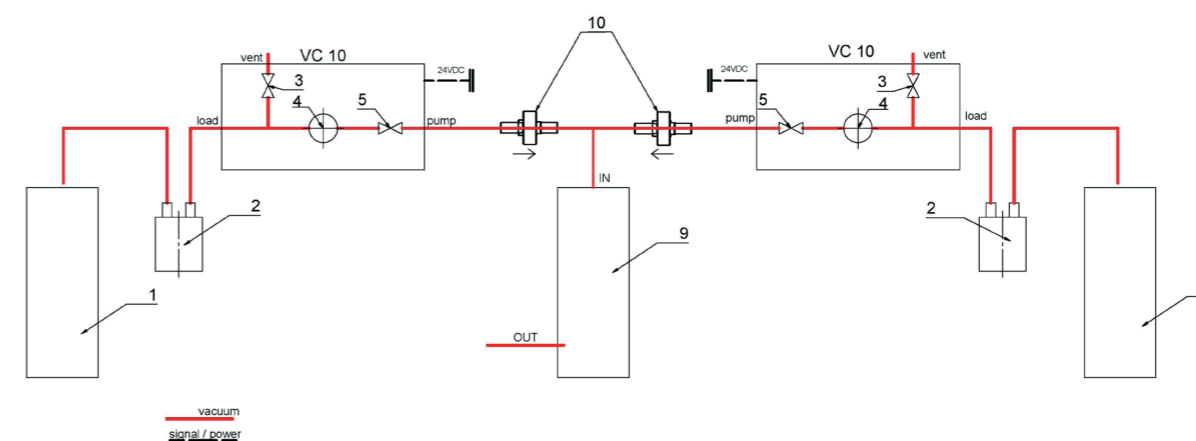 10
vent
VC 10
24VDC
3
4
5
load
pump
24VDC
VC 10
vent
3
5
4
pump
load
IN
2
9
2
1
OUT
vacuum
signal / power